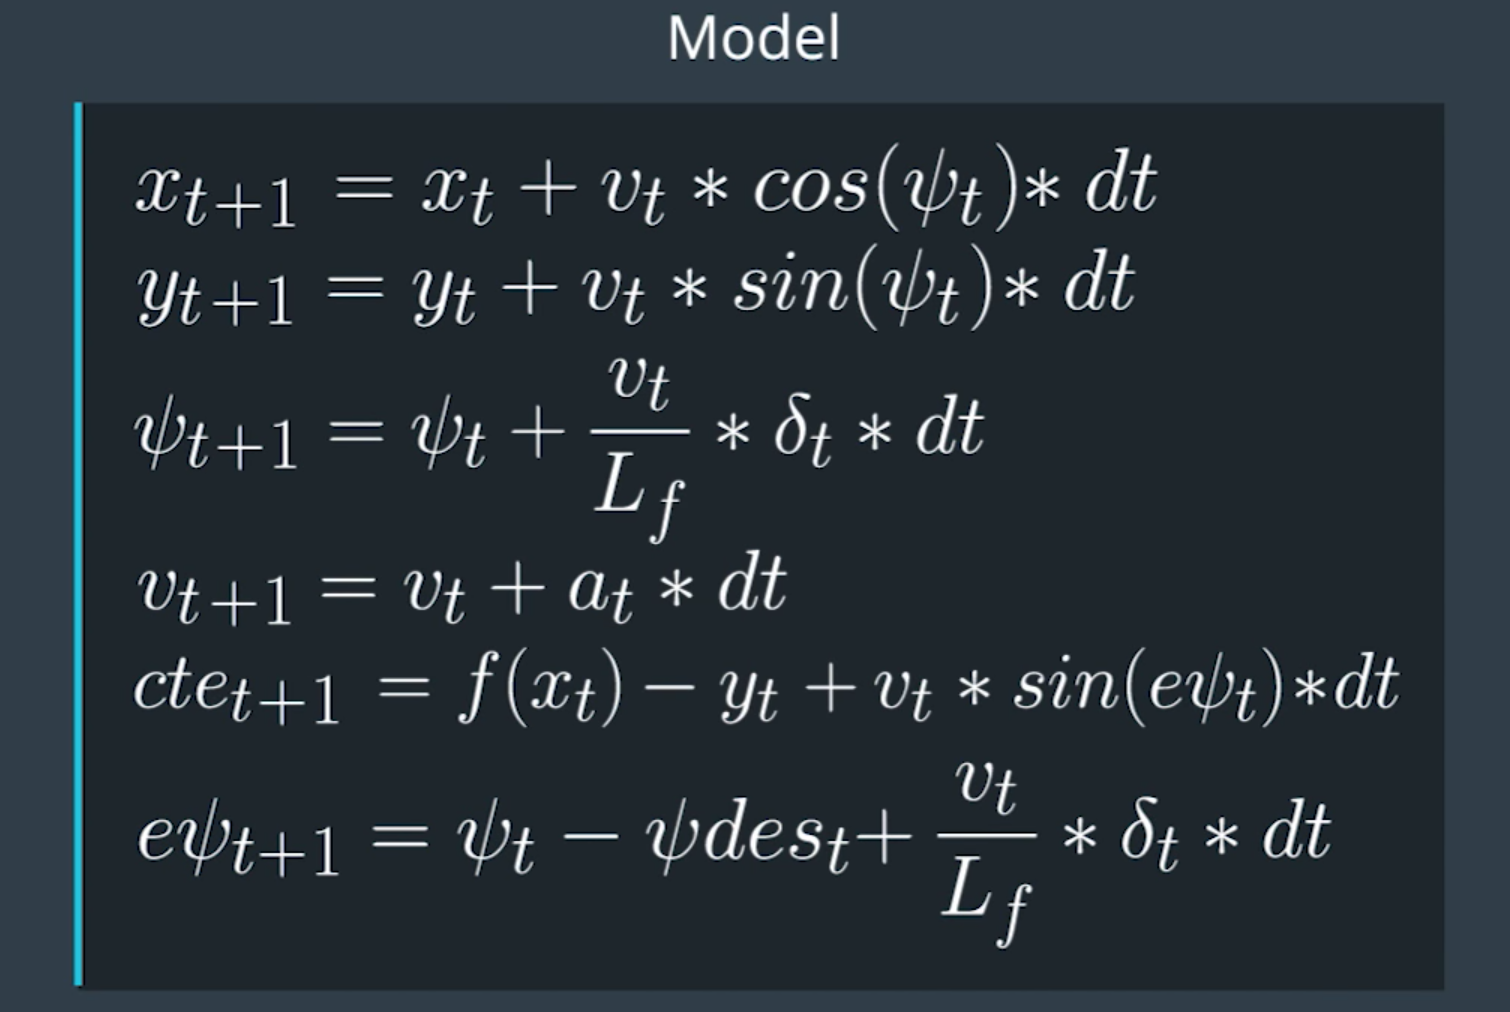 Model
x_{t+1} = x_t + v_t * cos(ψ_t) * dt
y_{t+1} = y_t + v_t * sin(ψ_t) * dt
ψ_{t+1} = ψ_t + \frac{v_t}{L_f} * δ_t * dt
v_{t+1} = v_t + a_t * dt
cte_{t+1} = f(x_t) − y_t + v_t * sin(eψ_t) * dt
eψ_{t+1} = ψ_t − ψdes_t + \frac{v_t}{L_f} * δ_t * dt